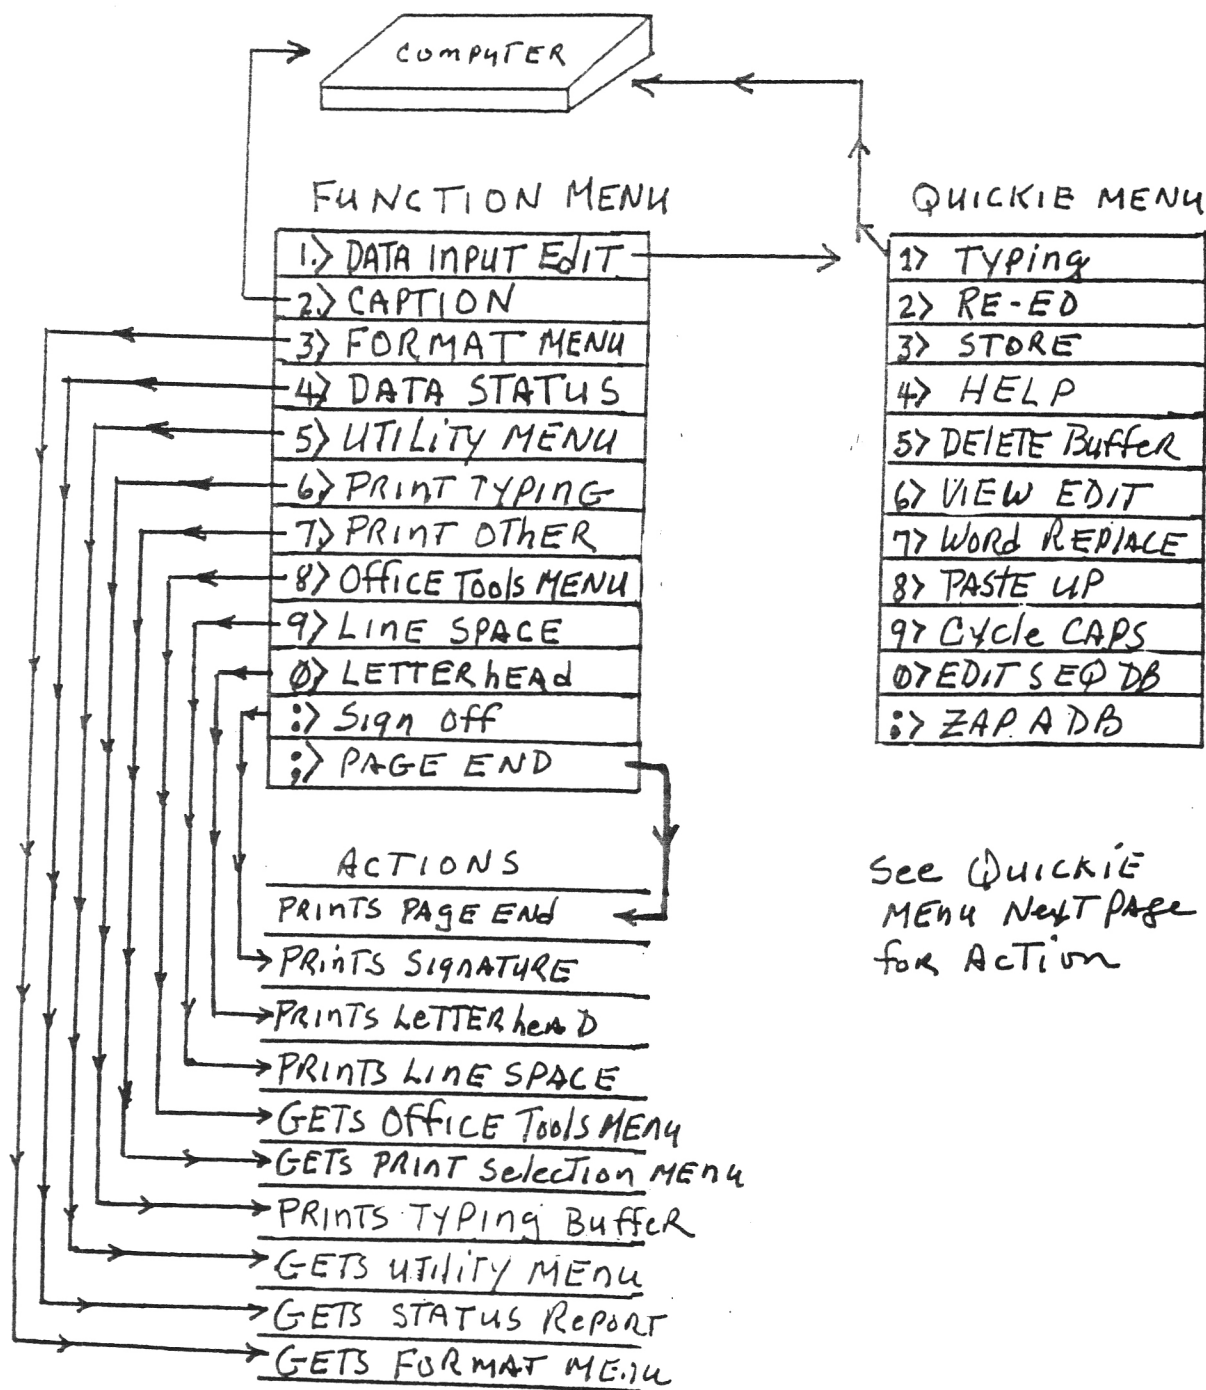 COMPUTER
FUNCTION MENU
1.> DATA INPUT EdIT
2.> CAPTION
3> FORMAT MENU
4> DATA STATUS
5> UTILITY MENU
6> PRINT TYPING
7> PRINT OTHER
8> OffICE Tools MENU
9> LINE SPACE
0> LETTERhEAd
:> Sign Off
;> PAGE END
QUICKIE MENU
1> Typing
2> RE-ED
3> STORE
4> HELP
5> DELETE BuffeR
6> VIEW EDIT
7> WORd REPLACE
8> PASTE UP
9> Cycle CAPS
0> EDIT SEQ DB
:> ZAP A DB
ACTIONS
PRINTS PAGE ENd
PRINTS SIgnATURE
PRINTS LeTTERheAD
PRINTS LINE SPACE
GETS OffICE Tools MEnu
GETS PRINT Selection MEnu
PRINTS TYPIng BuffeR
GETS UTIlITY MEnu
GETS STATUS RePORT
GETS FORMAT MEnu
See QUICKIE
MEnu NexT PAge
foR AcTion